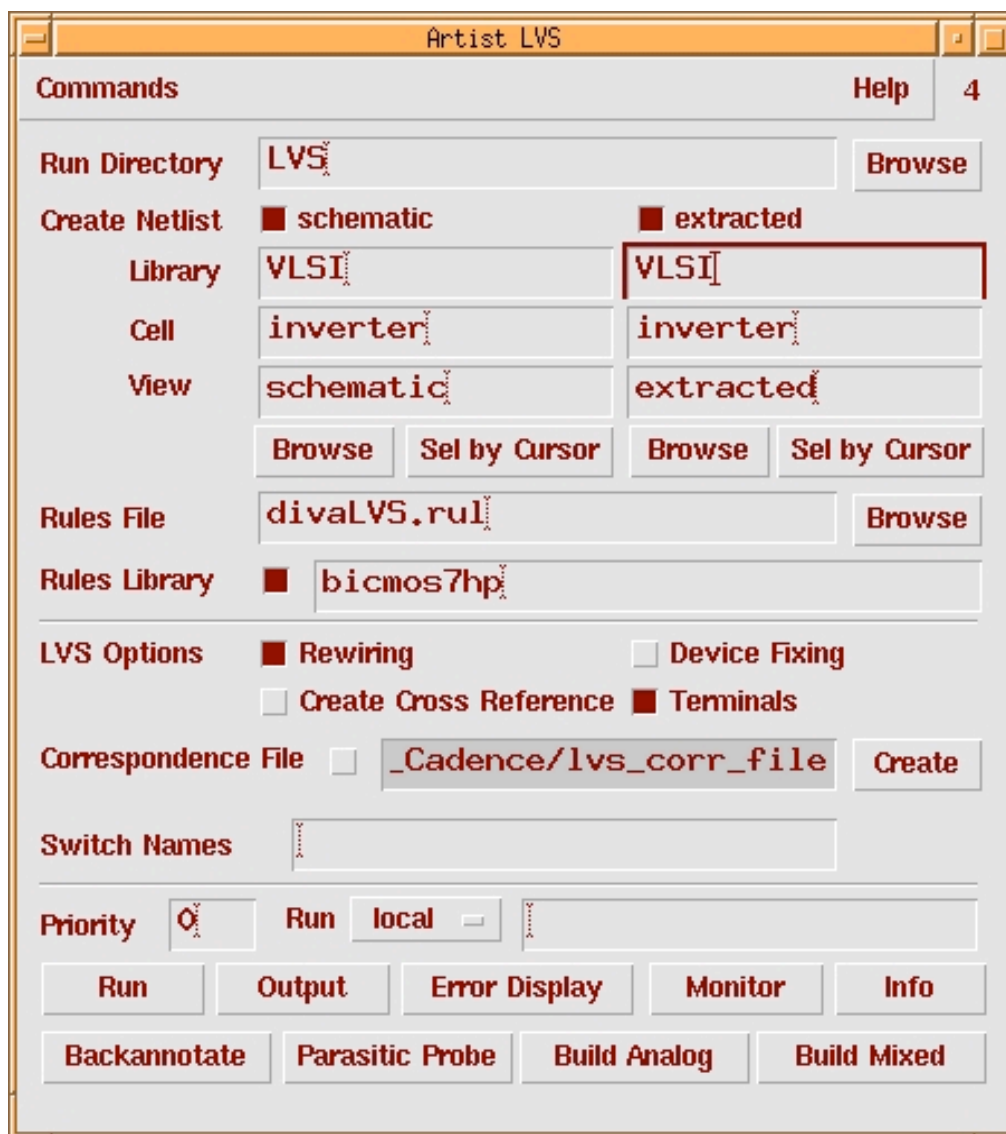 Artist LVS
Commands Help 4
Run Directory LVS Browse
Create Netlist schematic extracted
Library VLSI VLSI
Cell inverter inverter
View schematic extracted
Browse Sel by Cursor Browse Sel by Cursor
Rules File divaLVS.rul Browse
Rules Library bicmos7hp
LVS Options Rewiring Device Fixing
Create Cross Reference Terminals
Correspondence File _Cadence/lvs_corr_file Create
Switch Names
Priority 0 Run local
Run Output Error Display Monitor Info
Backannotate Parasitic Probe Build Analog Build Mixed